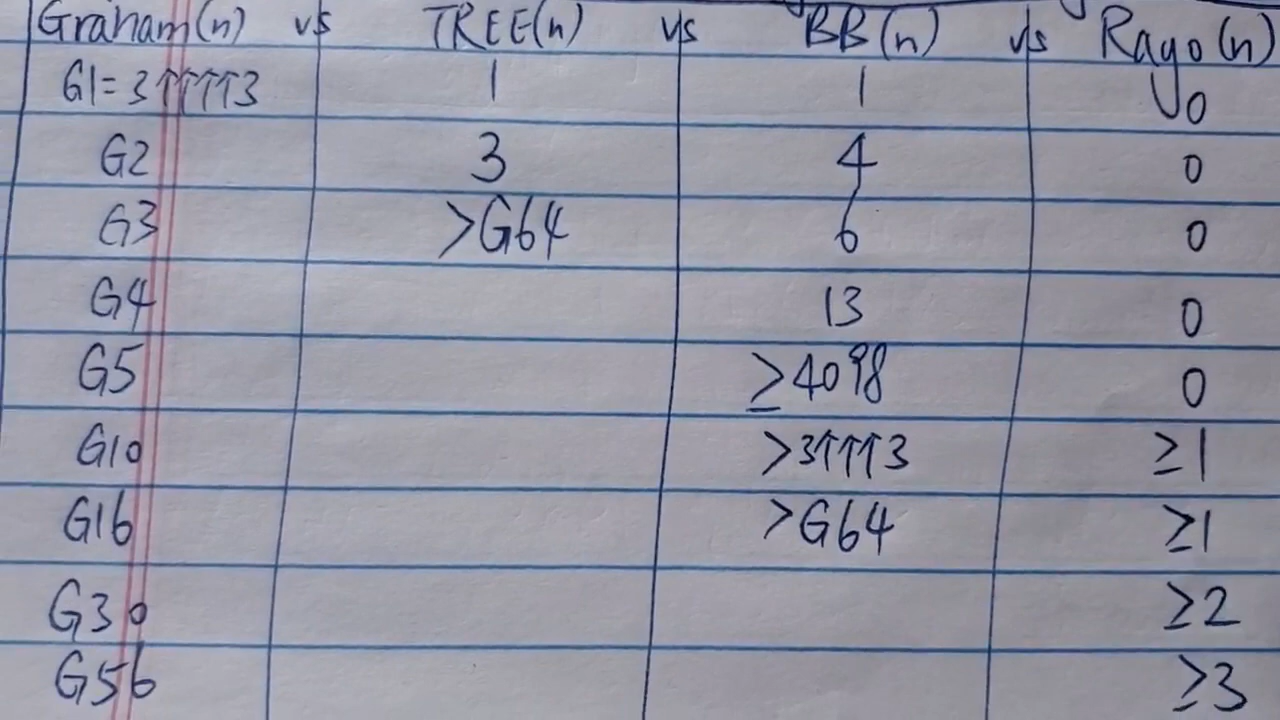 Graham(n) vs TREE(n) vs BB(n) vs Rayo(n)
G1=3↑↑↑↑3 1 1 0
G2 3 4 0
G3 >G64 6 0
G4 13 0
G5 ≥4098 0
G10 >3↑↑↑3 ≥1
G16 >G64 ≥1
G30 ≥2
G56 ≥3